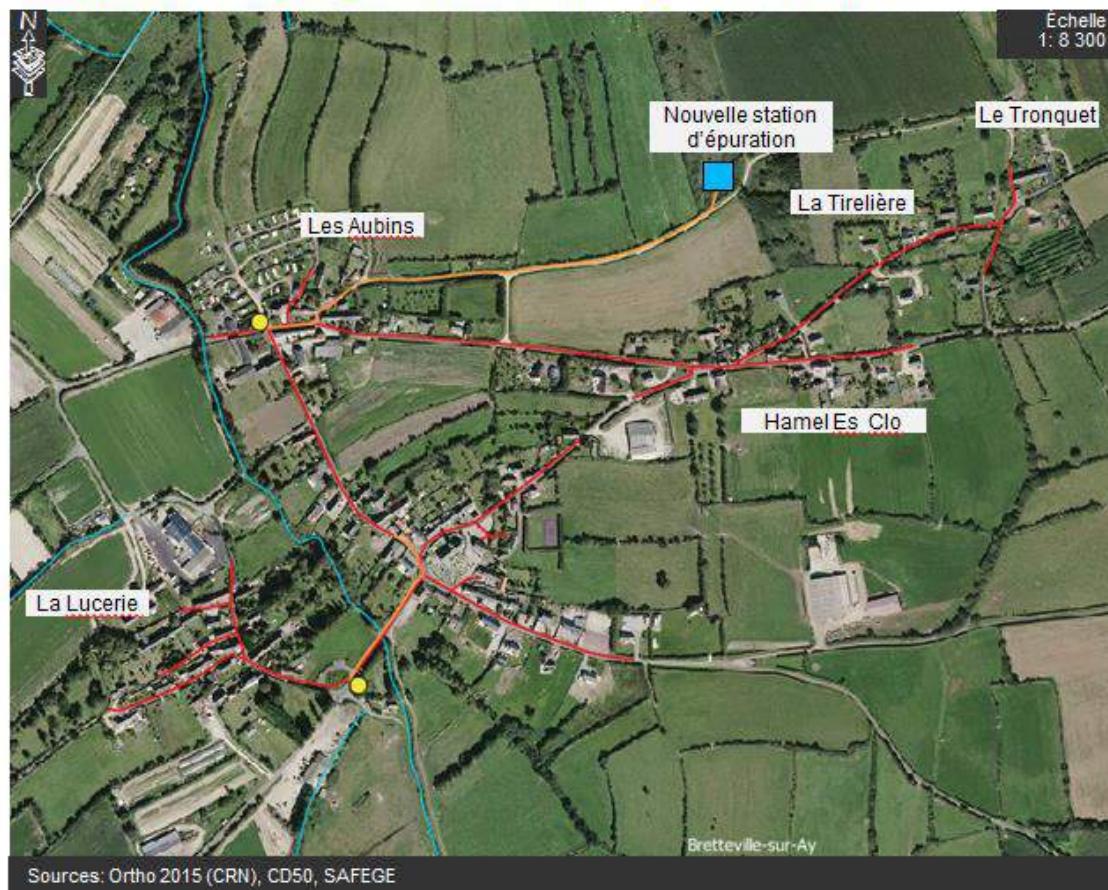 N
Échelle
1: 8 300
Nouvelle station
d'épuration
Le Tronquet
La Tirelière
Les Aubins
Hamel Es Clo
La Lucerie
Bretteville-sur-Ay
Sources: Ortho 2015 (CRN), CD50, SAFEGE